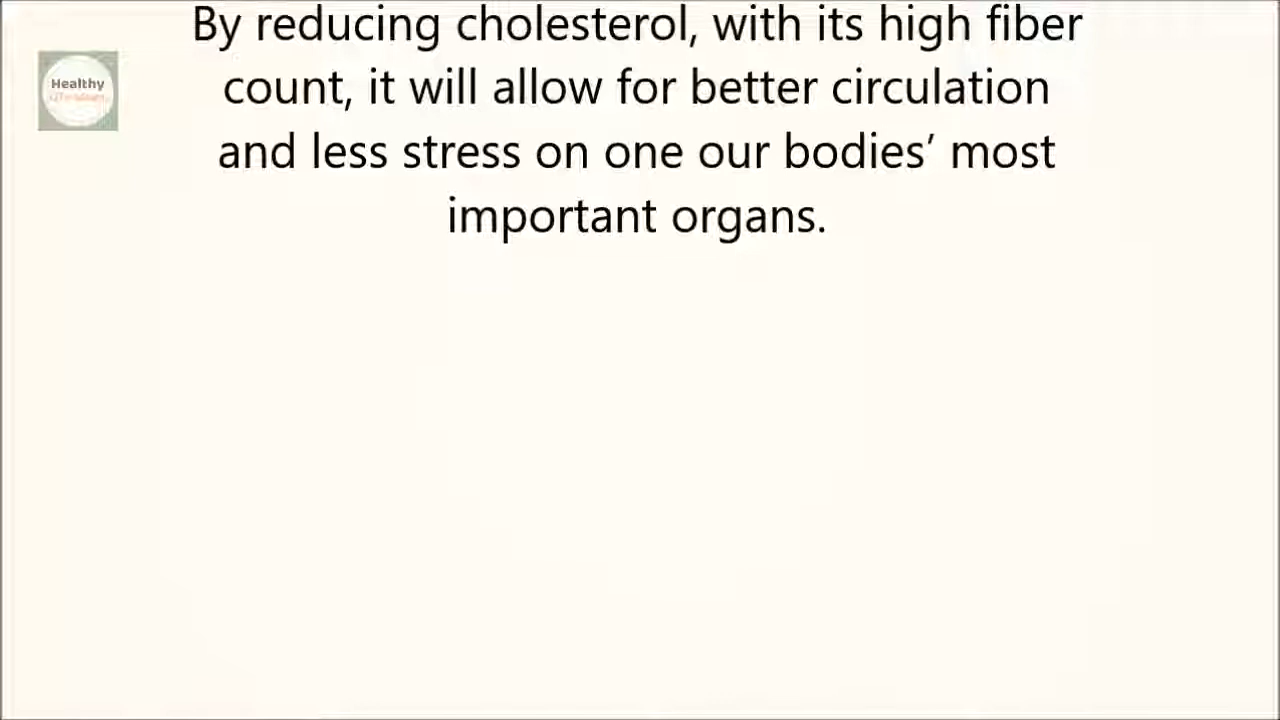 By reducing cholesterol, with its high fiber
count, it will allow for better circulation
and less stress on one our bodies’ most
important organs.
Healthy